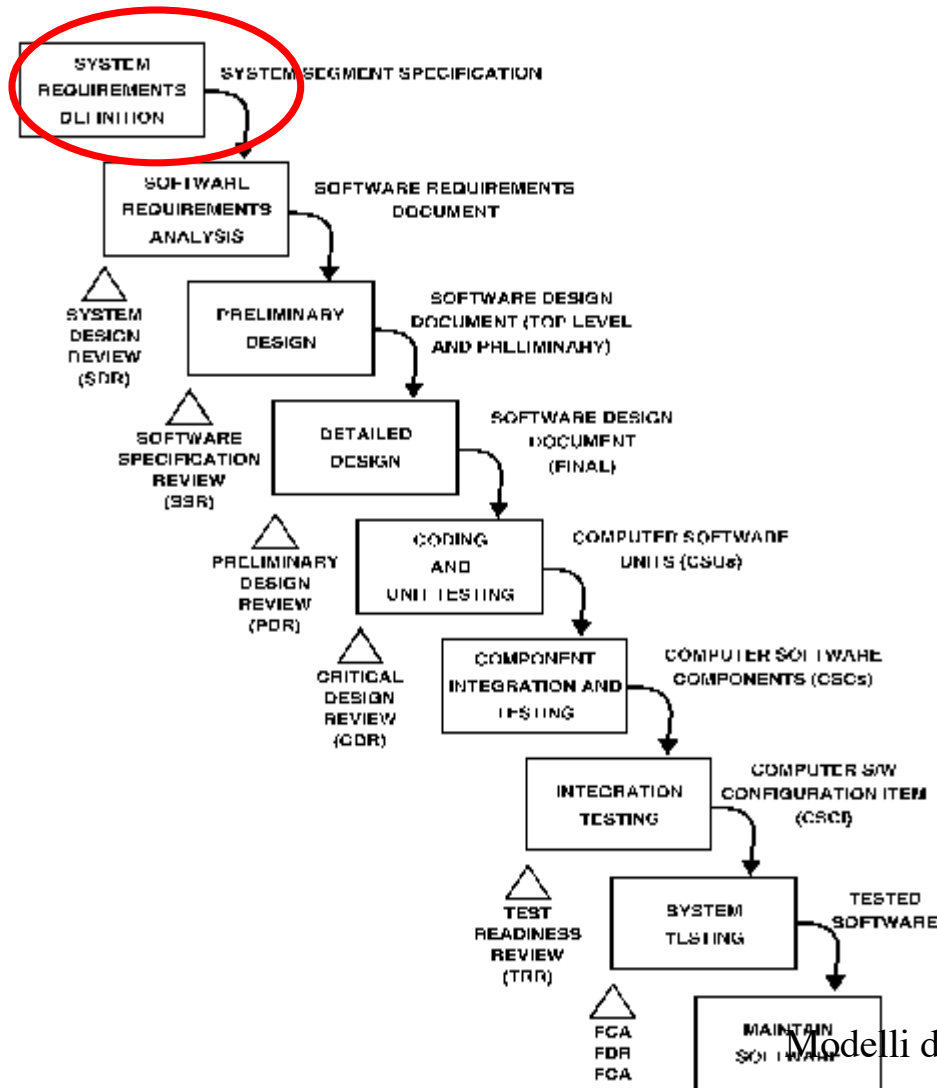 SYSTEM
REQUIREMENTS
DEFINITION
SYSTEM SEGMENT SPECIFICATION
SOFTWARE
REQUIREMENTS
ANALYSIS
SOFTWARE REQUIREMENTS
DOCUMENT
SYSTEM
DESIGN
REVIEW
(SDR)
PRELIMINARY
DESIGN
SOFTWARE DESIGN
DOCUMENT (TOP LEVEL
AND PRELIMINARY)
SOFTWARE
SPECIFICATION
REVIEW
(SSR)
DETAILED
DESIGN
SOFTWARE DESIGN
DOCUMENT
(FINAL)
PRELIMINARY
DESIGN
REVIEW
(PDR)
CODING
AND
UNIT TESTING
COMPUTER SOFTWARE
UNITS (CSUs)
CRITICAL
DESIGN
REVIEW
(CDR)
COMPONENT
INTEGRATION AND
TESTING
COMPUTER SOFTWARE
COMPONENTS (CSCs)
INTEGRATION
TESTING
COMPUTER S/W
CONFIGURATION ITEM
(CSCI)
TEST
READINESS
REVIEW
(TRR)
SYSTEM
TESTING
TESTED
SOFTWARE
FCA
FDR
FCA
MAINTAIN
SOFTWARE
Modelli d